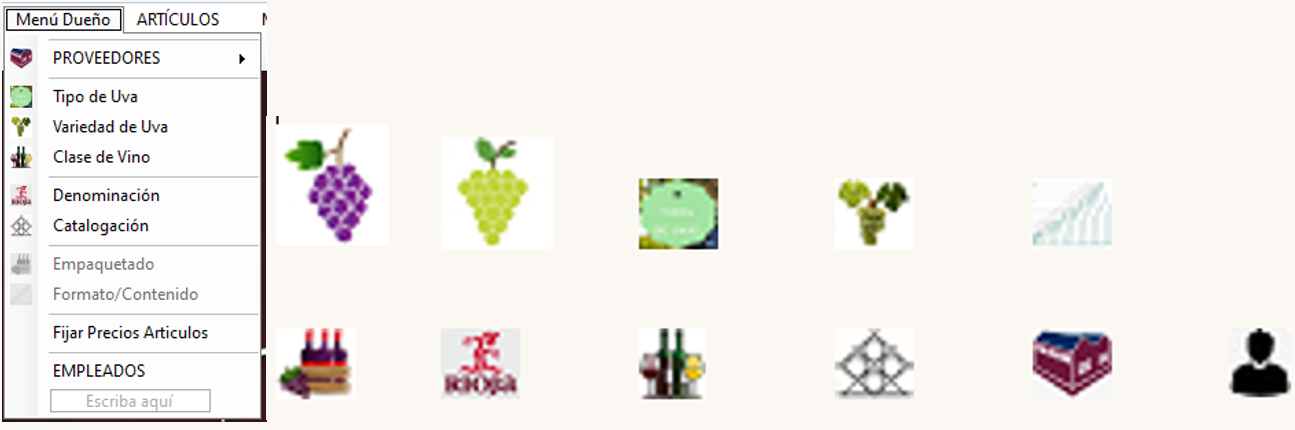 Menú Dueño ARTÍCULOS
PROVEEDORES
Tipo de Uva
Variedad de Uva
Clase de Vino
Denominación
Catalogación
Empaquetado
Formato/Contenido
Fijar Precios Articulos
EMPLEADOS
Escriba aquí
RIOJA